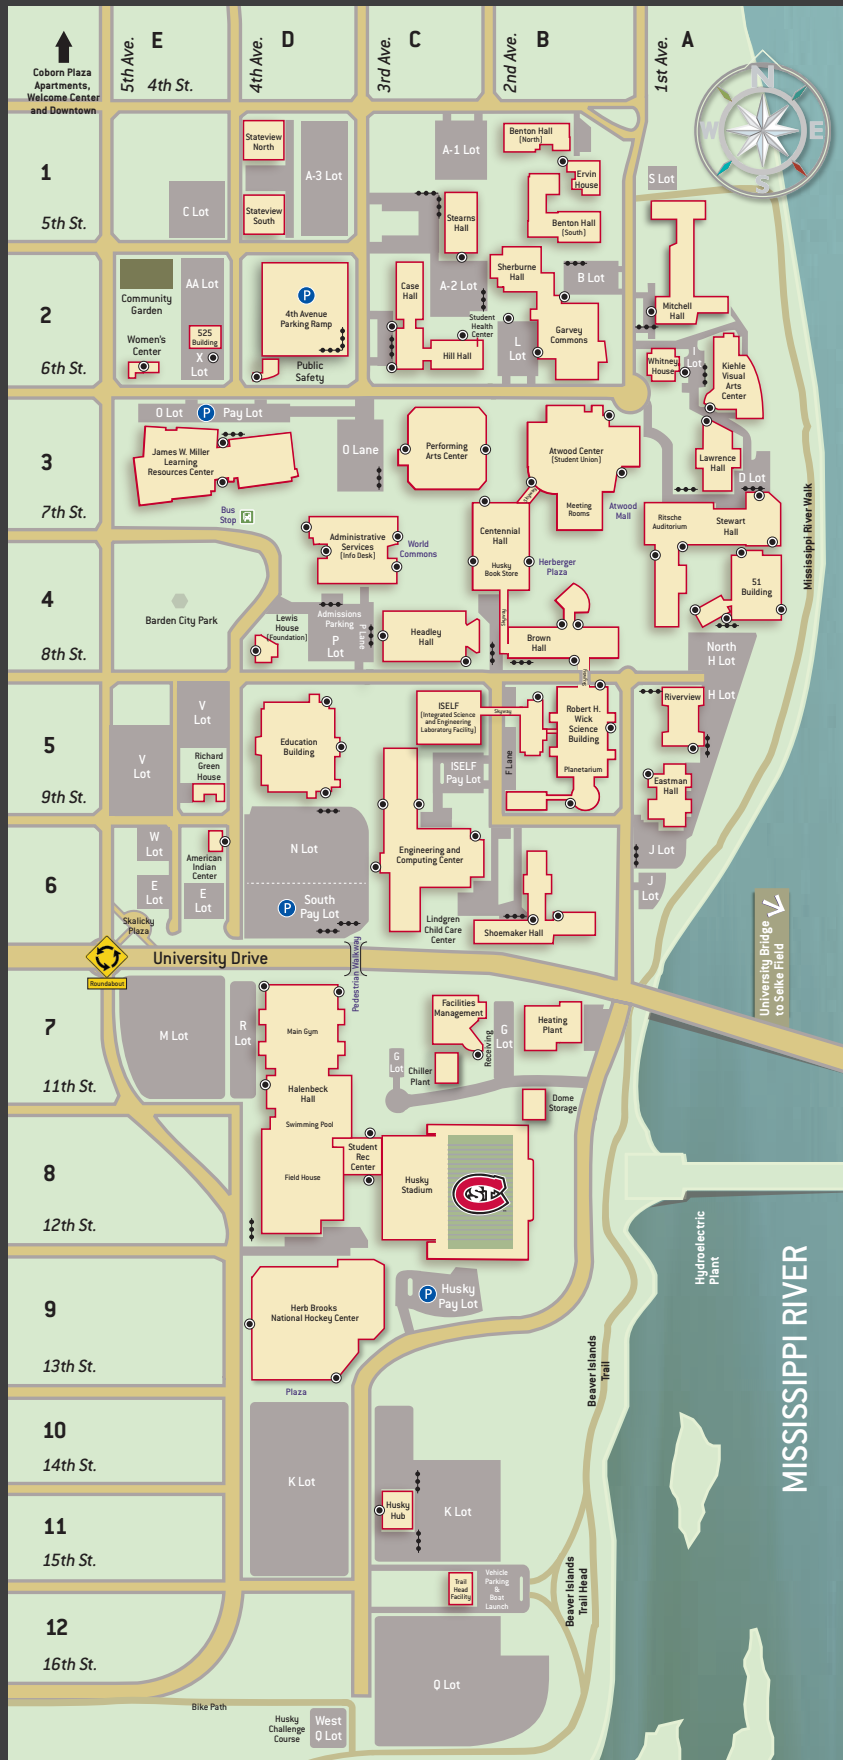 Coborn Plaza
Apartments,
Welcome Center
and Downtown
5th Ave.
E
4th St.
4th Ave.
D
3rd Ave.
C
2nd Ave.
B
1st Ave.
A
N
W
E
S
1
5th St.
C Lot
Stateview
North
Stateview
South
A-3 Lot
A-1 Lot
Benton Hall
(North)
Ervin
House
Benton Hall
(South)
Stearns
Hall
S Lot
2
6th St.
Community
Garden
AA Lot
Women's
Center
525
Building
X
Lot
P
4th Avenue
Parking Ramp
Public
Safety
Case
Hall
A-2 Lot
Student
Health
Center
Hill Hall
Sherburne
Hall
B Lot
L
Lot
Garvey
Commons
Mitchell
Hall
Whitney
House
I
Lot
Kiehle
Visual
Arts
Center
3
7th St.
O Lot
P
Pay Lot
James W. Miller
Learning
Resources Center
Bus
Stop
O Lane
Performing
Arts Center
Atwood Center
(Student Union)
Meeting
Rooms
Skyway
Atwood
Mall
Lawrence
Hall
D Lot
Ritsche
Auditorium
Stewart
Hall
Mississippi River Walk
4
8th St.
Barden City Park
Administrative
Services
(Info Desk)
World
Commons
Lewis
House
(Foundation)
Admissions
Parking
P
Lot
P Lane
Headley
Hall
Centennial
Hall
Husky
Book Store
Herberger
Plaza
Skyway
Brown
Hall
51
Building
North
H Lot
H Lot
5
9th St.
V
Lot
V
Lot
Richard
Green
House
Education
Building
ISELF
(Integrated Science
and Engineering
Laboratory Facility)
Skyway
Skyway
ISELF
Pay Lot
F Lane
Robert H.
Wick
Science
Building
Planetarium
Riverview
Eastman
Hall
6
W
Lot
E
Lot
American
Indian
Center
E
Lot
Skalicky
Plaza
N Lot
P
South
Pay Lot
Engineering and
Computing Center
Lindgren
Child Care
Center
Shoemaker Hall
J Lot
J
Lot
University Bridge
to Selke Field
Roundabout
University Drive
Pedestrian Walkway
7
11th St.
M Lot
R
Lot
Main Gym
Halenbeck
Hall
Swimming Pool
Field House
Facilities
Management
Receiving
G
Lot
G
Lot
Chiller
Plant
Heating
Plant
Dome
Storage
8
12th St.
Student
Rec
Center
Husky
Stadium
Hydroelectric
Plant
MISSISSIPPI RIVER
9
13th St.
Herb Brooks
National Hockey Center
Plaza
P
Husky
Pay Lot
Beaver Islands
Trail
10
14th St.
K Lot
11
15th St.
Husky
Hub
K Lot
Trail
Head
Facility
Vehicle
Parking
&
Boat
Launch
Beaver Islands
Trail Head
12
16th St.
Q Lot
Bike Path
Husky
Challenge
Course
West
Q Lot